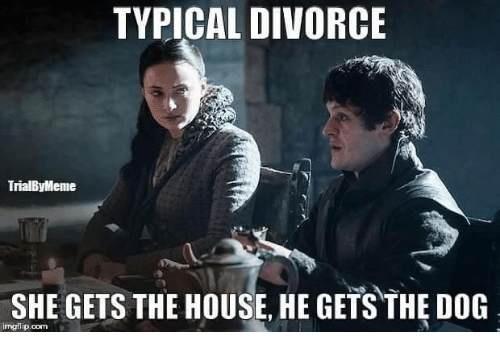 TYPICAL DIVORCE
TrialByMeme
SHE GETS THE HOUSE, HE GETS THE DOG
imgflip.com